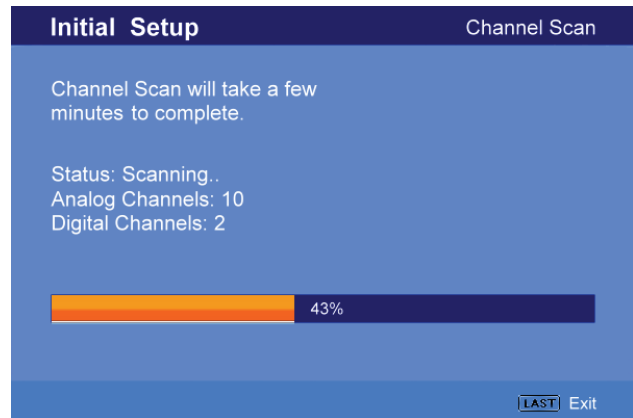 Initial Setup
Channel Scan
Channel Scan will take a few
minutes to complete.
Status: Scanning..
Analog Channels: 10
Digital Channels: 2
43%
LAST Exit